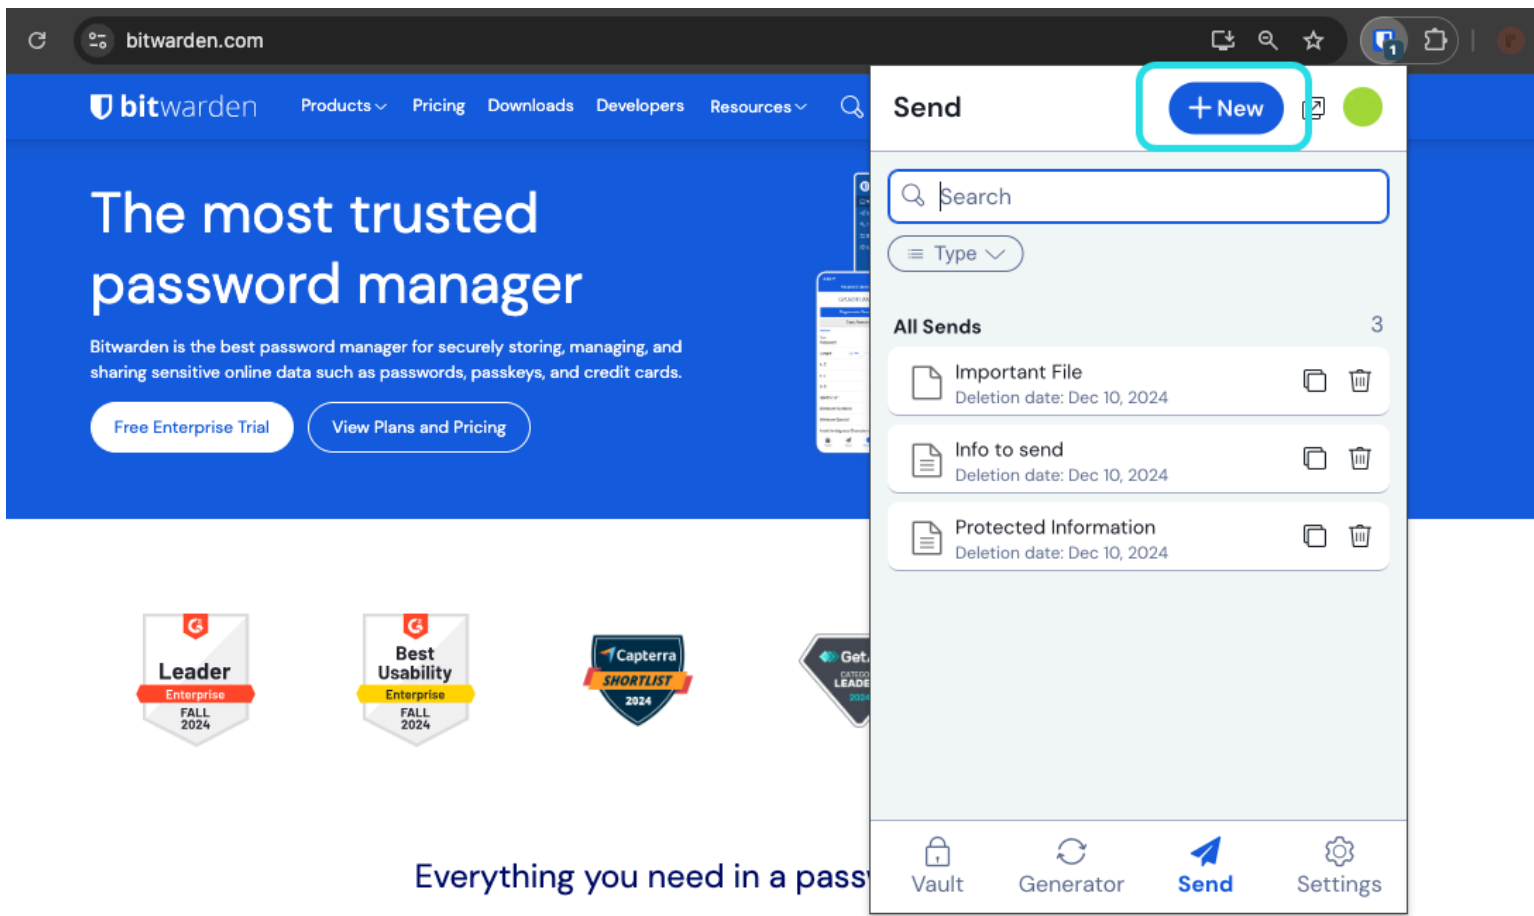 bitwarden.com
1
bitwarden
Products
Pricing
Downloads
Developers
Resources
The most trusted
password manager
Bitwarden is the best password manager for securely storing, managing, and
sharing sensitive online data such as passwords, passkeys, and credit cards.
Free Enterprise Trial
View Plans and Pricing
Leader
Enterprise
FALL
2024
Best
Usability
Enterprise
FALL
2024
Capterra
SHORTLIST
2024
Get
LEADE
Everything you need in a pass
Send
+ New
Search
Type
All Sends
3
Important File
Deletion date: Dec 10, 2024
Info to send
Deletion date: Dec 10, 2024
Protected Information
Deletion date: Dec 10, 2024
Vault
Generator
Send
Settings